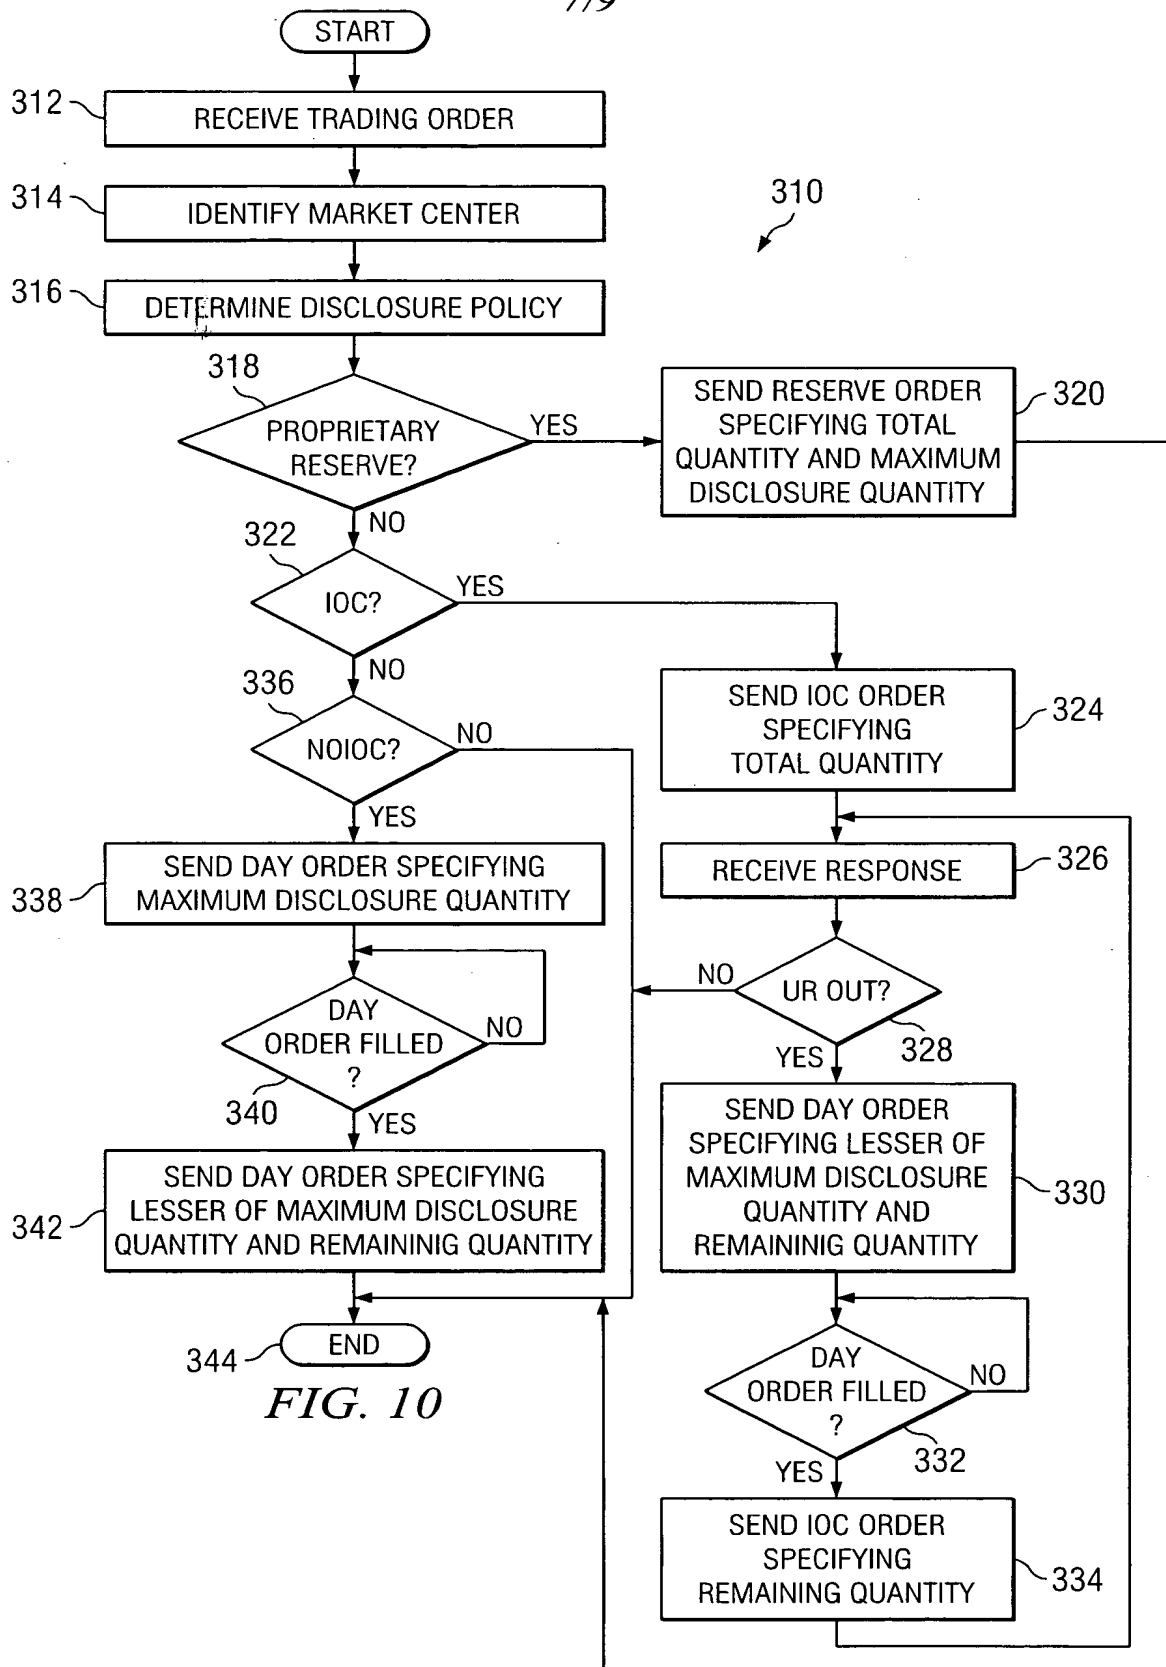 7/9
START
312
RECEIVE TRADING ORDER
314
IDENTIFY MARKET CENTER
310
316
DETERMINE DISCLOSURE POLICY
318
PROPRIETARY
RESERVE?
YES
SEND RESERVE ORDER
SPECIFYING TOTAL
QUANTITY AND MAXIMUM
DISCLOSURE QUANTITY
320
NO
322
IOC?
YES
NO
SEND IOC ORDER
SPECIFYING
TOTAL QUANTITY
324
336
NOIOC?
NO
YES
RECEIVE RESPONSE
326
SEND DAY ORDER SPECIFYING
MAXIMUM DISCLOSURE QUANTITY
338
UR OUT?
NO
328
YES
DAY
ORDER FILLED
?
NO
340
YES
SEND DAY ORDER
SPECIFYING LESSER OF
MAXIMUM DISCLOSURE
QUANTITY AND
REMAININIG QUANTITY
330
SEND DAY ORDER SPECIFYING
LESSER OF MAXIMUM DISCLOSURE
QUANTITY AND REMAININIG QUANTITY
342
END
344
DAY
ORDER FILLED
?
NO
332
YES
SEND IOC ORDER
SPECIFYING
REMAINING QUANTITY
334
FIG. 10